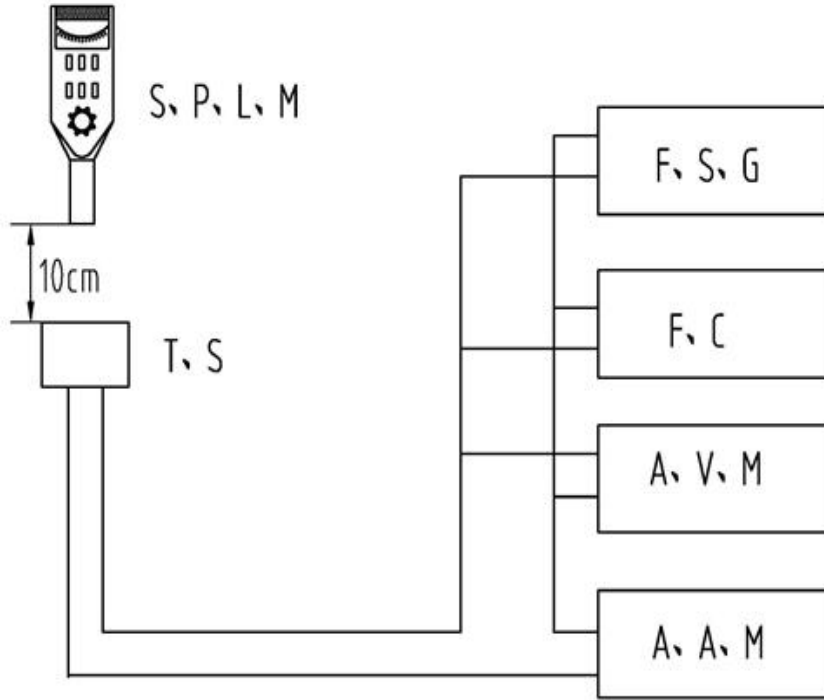 S、P、L、M
F、S、G
10cm
F、C
T、S
A、V、M
A、A、M